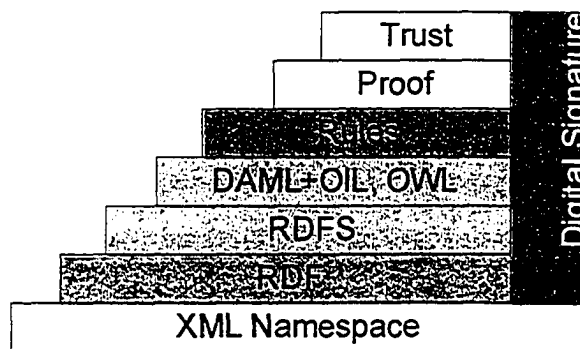 Trust
Proof
Rules
DAML+OIL, OWL
RDFS
RDF
XML Namespace
Digital Signature